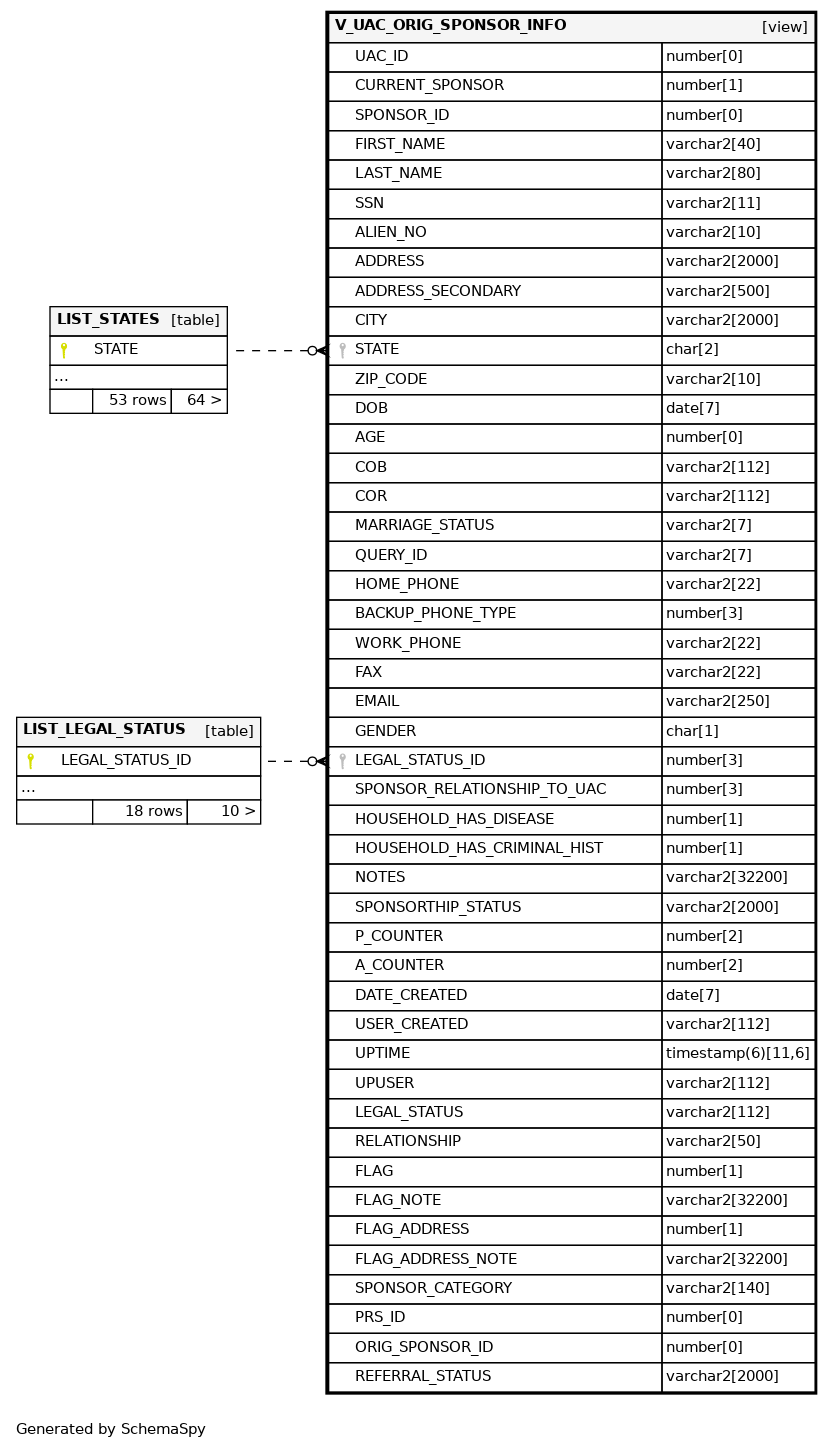 V_UAC_ORIG_SPONSOR_INFO [view]
UAC_ID number[0]
CURRENT_SPONSOR number[1]
SPONSOR_ID number[0]
FIRST_NAME varchar2[40]
LAST_NAME varchar2[80]
SSN varchar2[11]
ALIEN_NO varchar2[10]
ADDRESS varchar2[2000]
ADDRESS_SECONDARY varchar2[500]
CITY varchar2[2000]
STATE char[2]
ZIP_CODE varchar2[10]
DOB date[7]
AGE number[0]
COB varchar2[112]
COR varchar2[112]
MARRIAGE_STATUS varchar2[7]
QUERY_ID varchar2[7]
HOME_PHONE varchar2[22]
BACKUP_PHONE_TYPE number[3]
WORK_PHONE varchar2[22]
FAX varchar2[22]
EMAIL varchar2[250]
GENDER char[1]
LEGAL_STATUS_ID number[3]
SPONSOR_RELATIONSHIP_TO_UAC number[3]
HOUSEHOLD_HAS_DISEASE number[1]
HOUSEHOLD_HAS_CRIMINAL_HIST number[1]
NOTES varchar2[32200]
SPONSORTHIP_STATUS varchar2[2000]
P_COUNTER number[2]
A_COUNTER number[2]
DATE_CREATED date[7]
USER_CREATED varchar2[112]
UPTIME timestamp(6)[11,6]
UPUSER varchar2[112]
LEGAL_STATUS varchar2[112]
RELATIONSHIP varchar2[50]
FLAG number[1]
FLAG_NOTE varchar2[32200]
FLAG_ADDRESS number[1]
FLAG_ADDRESS_NOTE varchar2[32200]
SPONSOR_CATEGORY varchar2[140]
PRS_ID number[0]
ORIG_SPONSOR_ID number[0]
REFERRAL_STATUS varchar2[2000]
LIST_STATES [table]
STATE
...
53 rows 64 >
LIST_LEGAL_STATUS [table]
LEGAL_STATUS_ID
...
18 rows 10 >
Generated by SchemaSpy